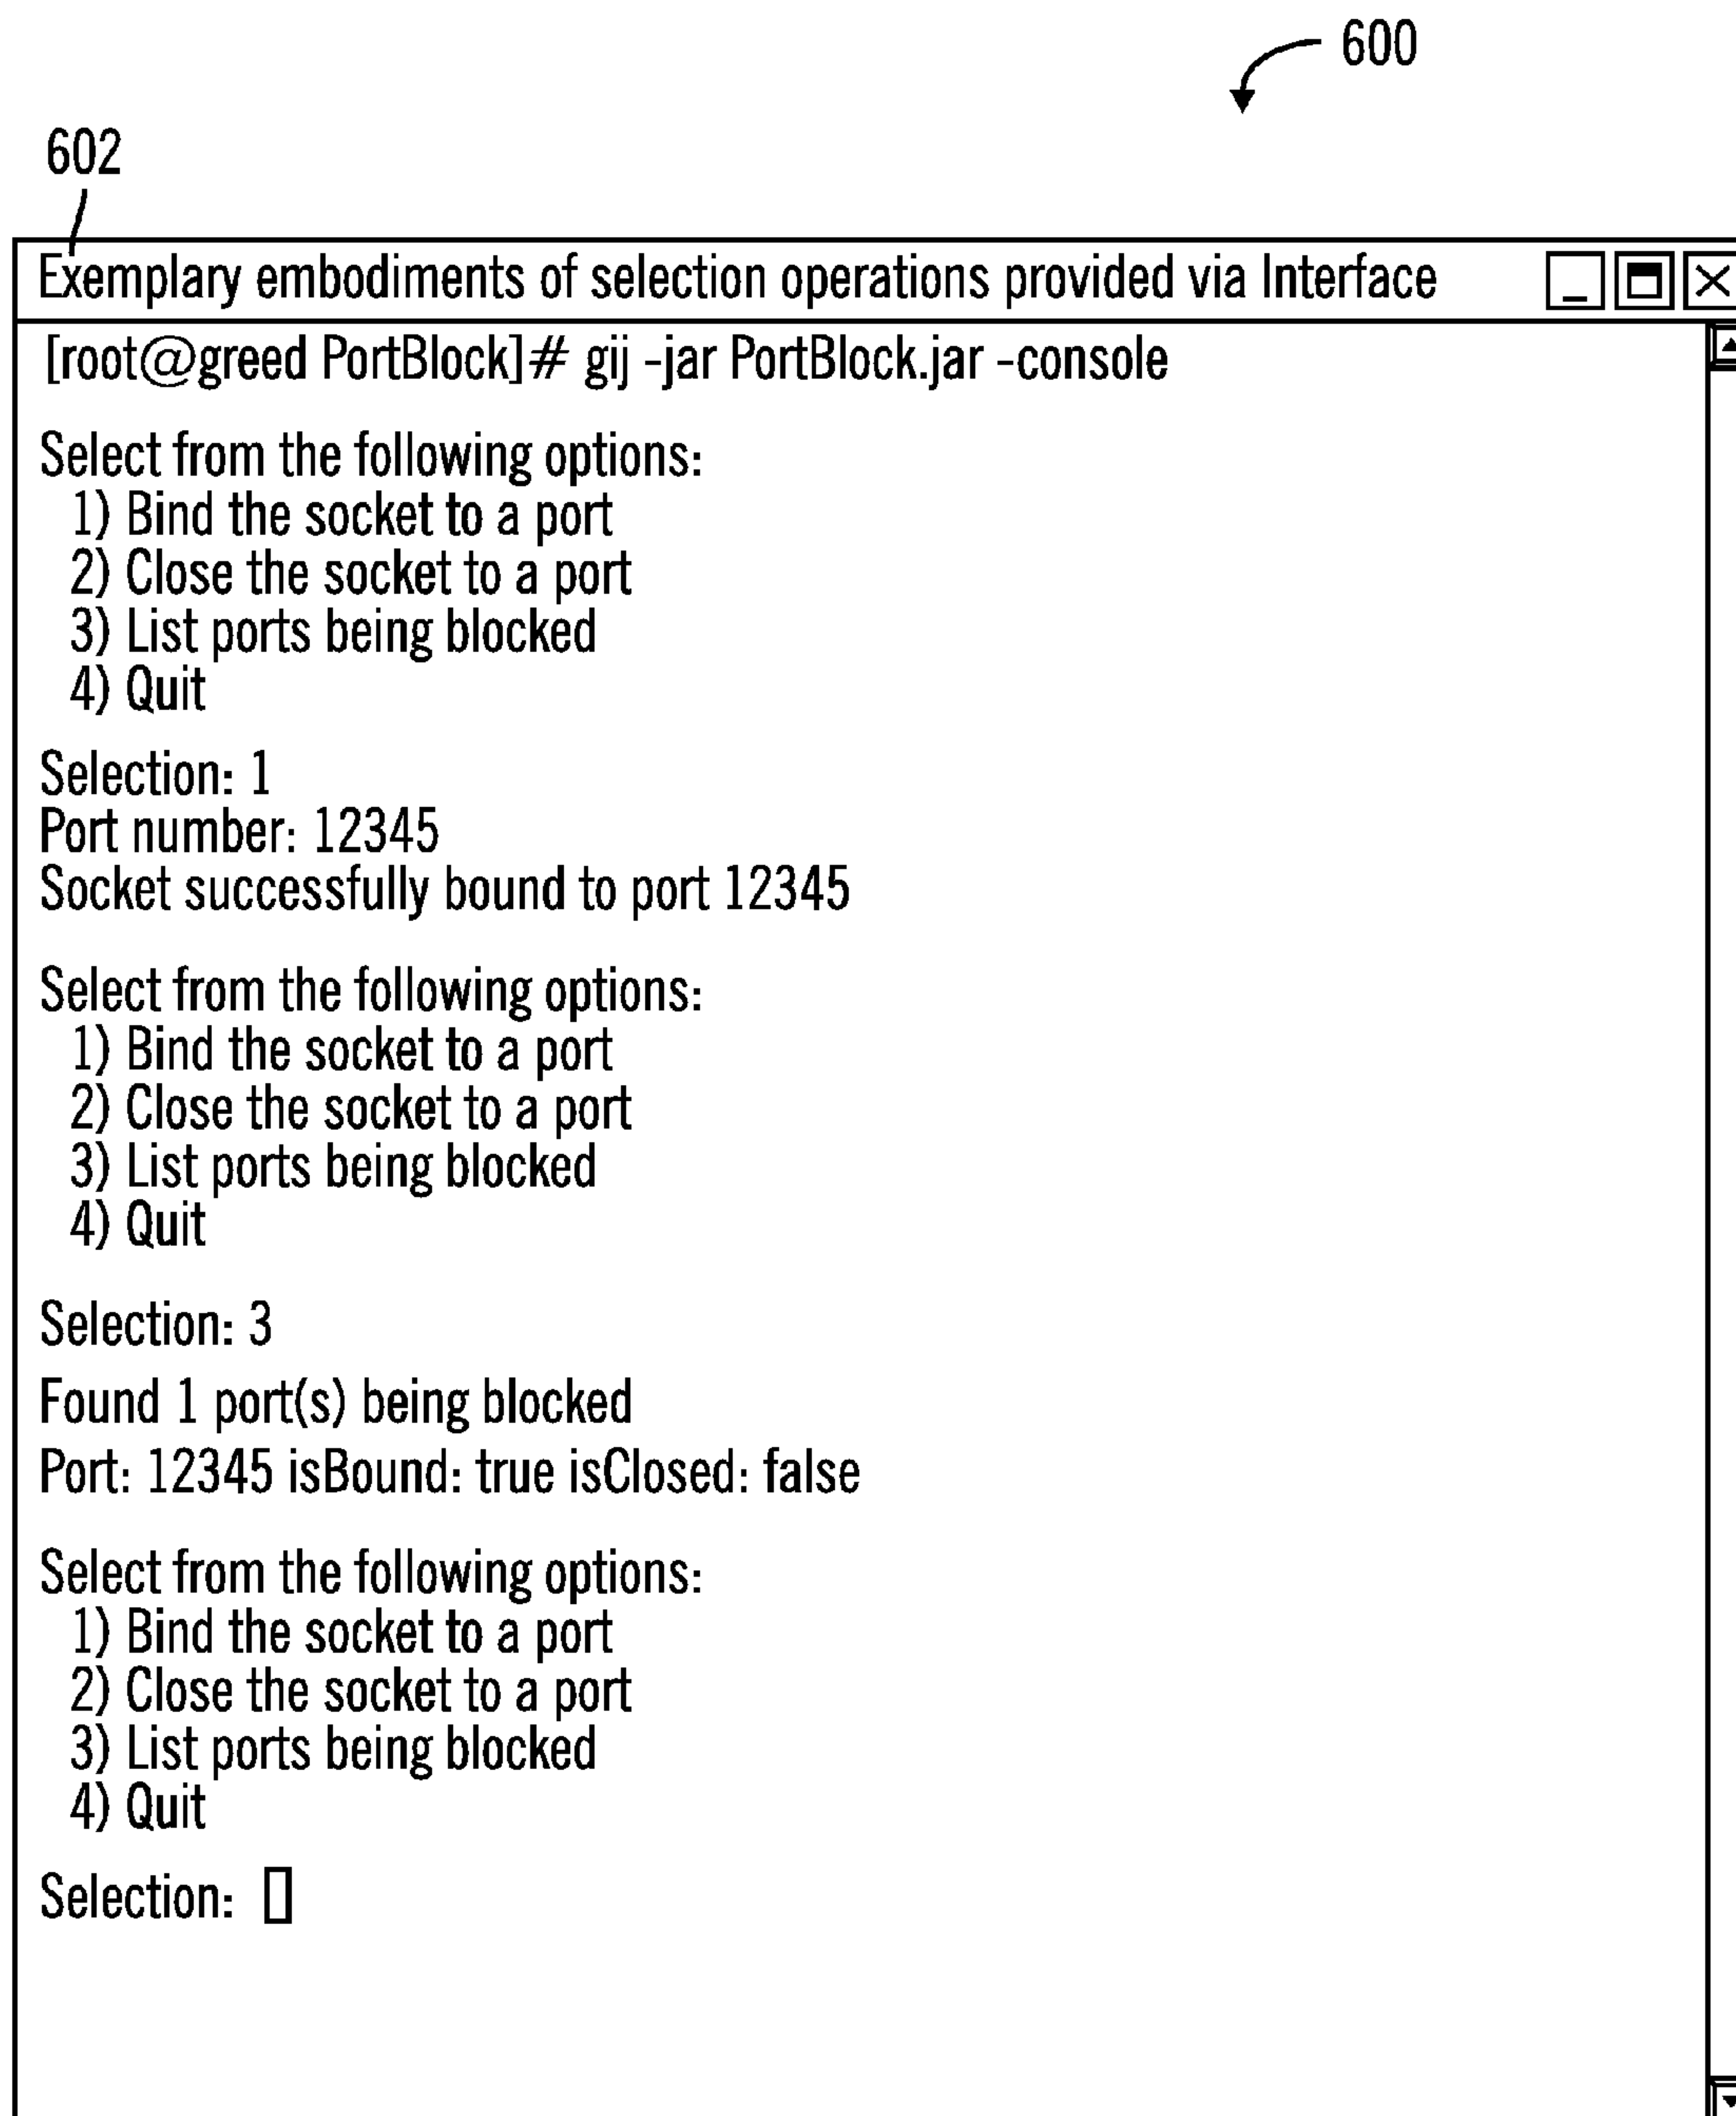 600
602
Exemplary embodiments of selection operations provided via Interface
[root@greed PortBlock]# gij -jar PortBlock.jar -console
Select from the following options:
1) Bind the socket to a port
2) Close the socket to a port
3) List ports being blocked
4) Quit
Selection: 1
Port number: 12345
Socket successfully bound to port 12345
Select from the following options:
1) Bind the socket to a port
2) Close the socket to a port
3) List ports being blocked
4) Quit
Selection: 3
Found 1 port(s) being blocked
Port: 12345 isBound: true isClosed: false
Select from the following options:
1) Bind the socket to a port
2) Close the socket to a port
3) List ports being blocked
4) Quit
Selection: